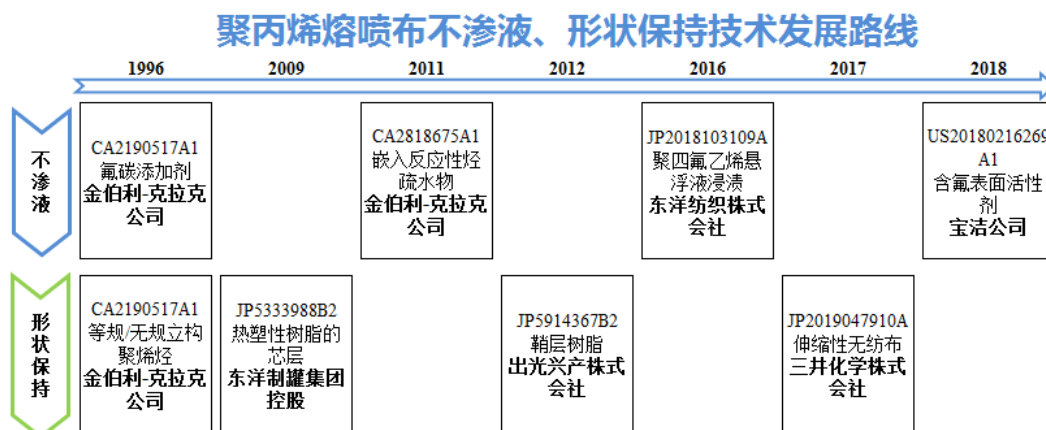 聚丙烯熔喷布不渗液、形状保持技术发展路线
1996 2009 2011 2012 2016 2017 2018
不渗液
CA2190517A1
氟碳添加剂
金伯利-克拉克
公司
CA2818675A1
嵌入反应性烃
疏水物
金伯利-克拉克
公司
JP2018103109A
聚四氟乙烯悬
浮液浸渍
东洋纺织株式
会社
US20180216269
A1
含氟表面活性
剂
宝洁公司
形状保持
CA2190517A1
等规/无规立构
聚烯烃
金伯利-克拉克
公司
JP5333988B2
热塑性树脂的
芯层
东洋制罐集团
控股
JP5914367B2
鞘层树脂
出光兴产株式
会社
JP2019047910A
伸缩性无纺布
三井化学株式
会社